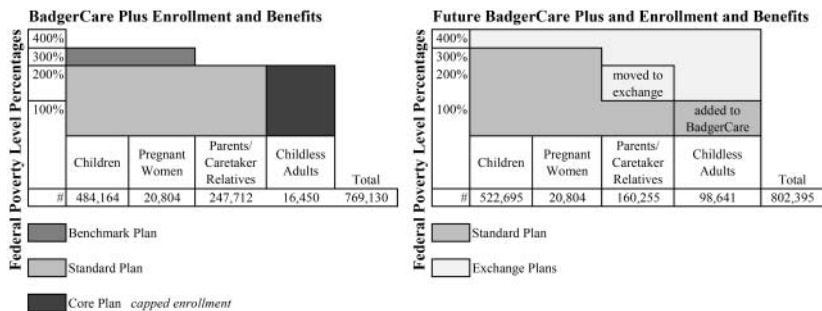 BadgerCare Plus Enrollment and Benefits
Federal Poverty Level Percentages
400%
300%
200%
100%
Children
Pregnant
Women
Parents/
Caretaker
Relatives
Childless
Adults
Total
# 484,164 20,804 247,712 16,450 769,130
Benchmark Plan
Standard Plan
Core Plan capped enrollment
Future BadgerCare Plus and Enrollment and Benefits
Federal Poverty Level Percentages
400%
300%
200%
100%
moved to
exchange
added to
BadgerCare
Children
Pregnant
Women
Parents/
Caretaker
Relatives
Childless
Adults
Total
# 522,695 20,804 160,255 98,641 802,395
Standard Plan
Exchange Plans